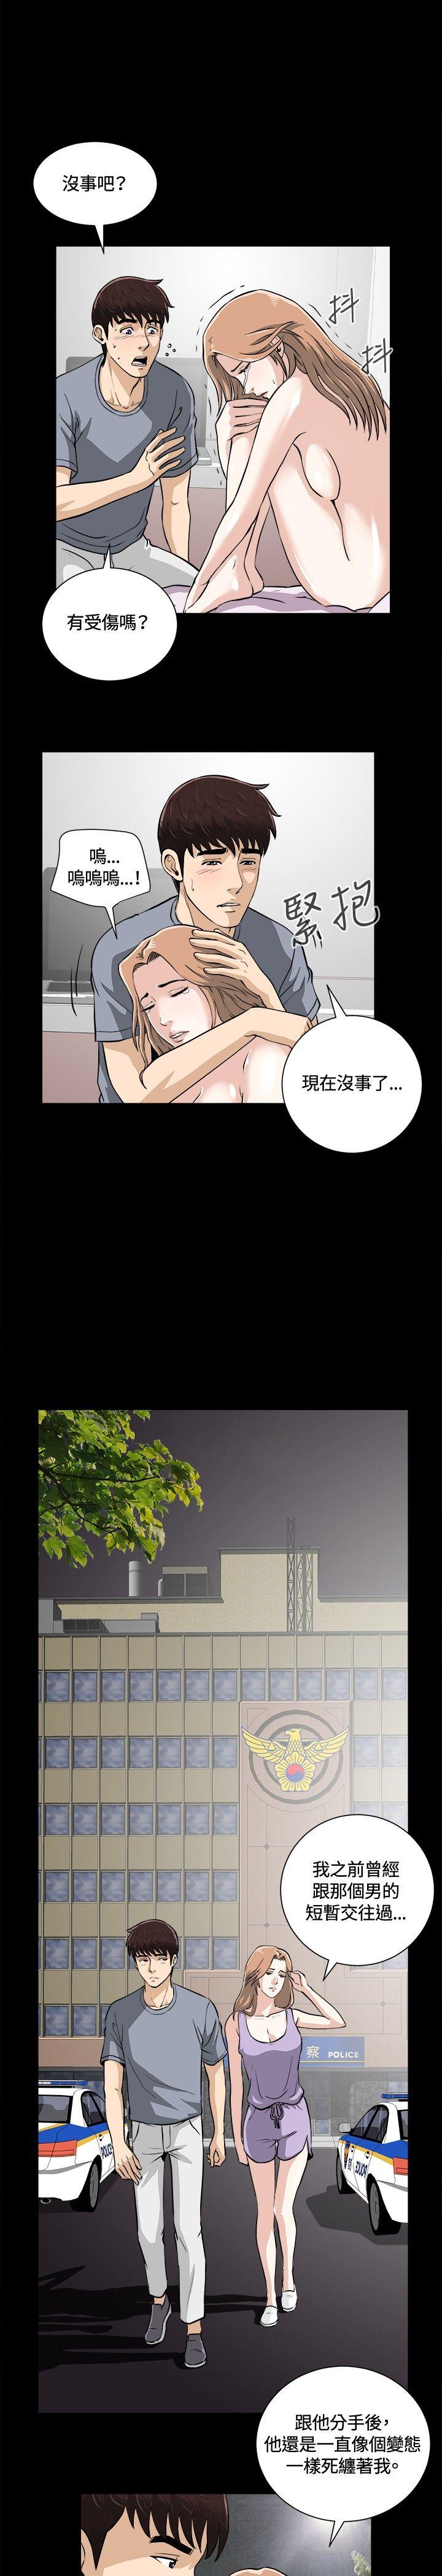 沒事吧？
抖
抖
有受傷嗎？
嗚...
嗚嗚嗚...！
緊抱
現在沒事了...
我之前曾經
跟那個男的
短暫交往過...
察 POLICE
POLICE
POLICE
跟他分手後，
他還是一直像個變態
一樣死纏著我。